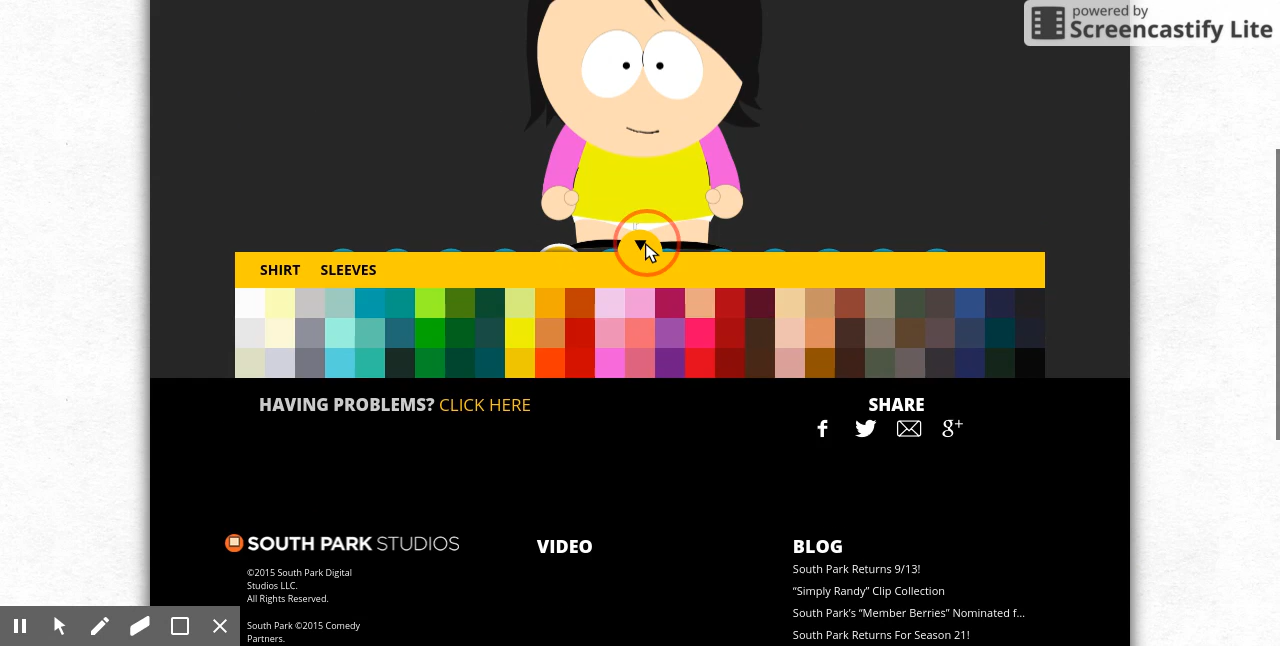 powered by
Screencastify Lite
SHIRT SLEEVES
HAVING PROBLEMS? CLICK HERE
SHARE
f g+
SOUTH PARK STUDIOS
©2015 South Park Digital
Studios LLC.
All Rights Reserved.
South Park ©2015 Comedy
Partners.
VIDEO
BLOG
South Park Returns 9/13!
“Simply Randy” Clip Collection
South Park’s “Member Berries” Nominated f...
South Park Returns For Season 21!